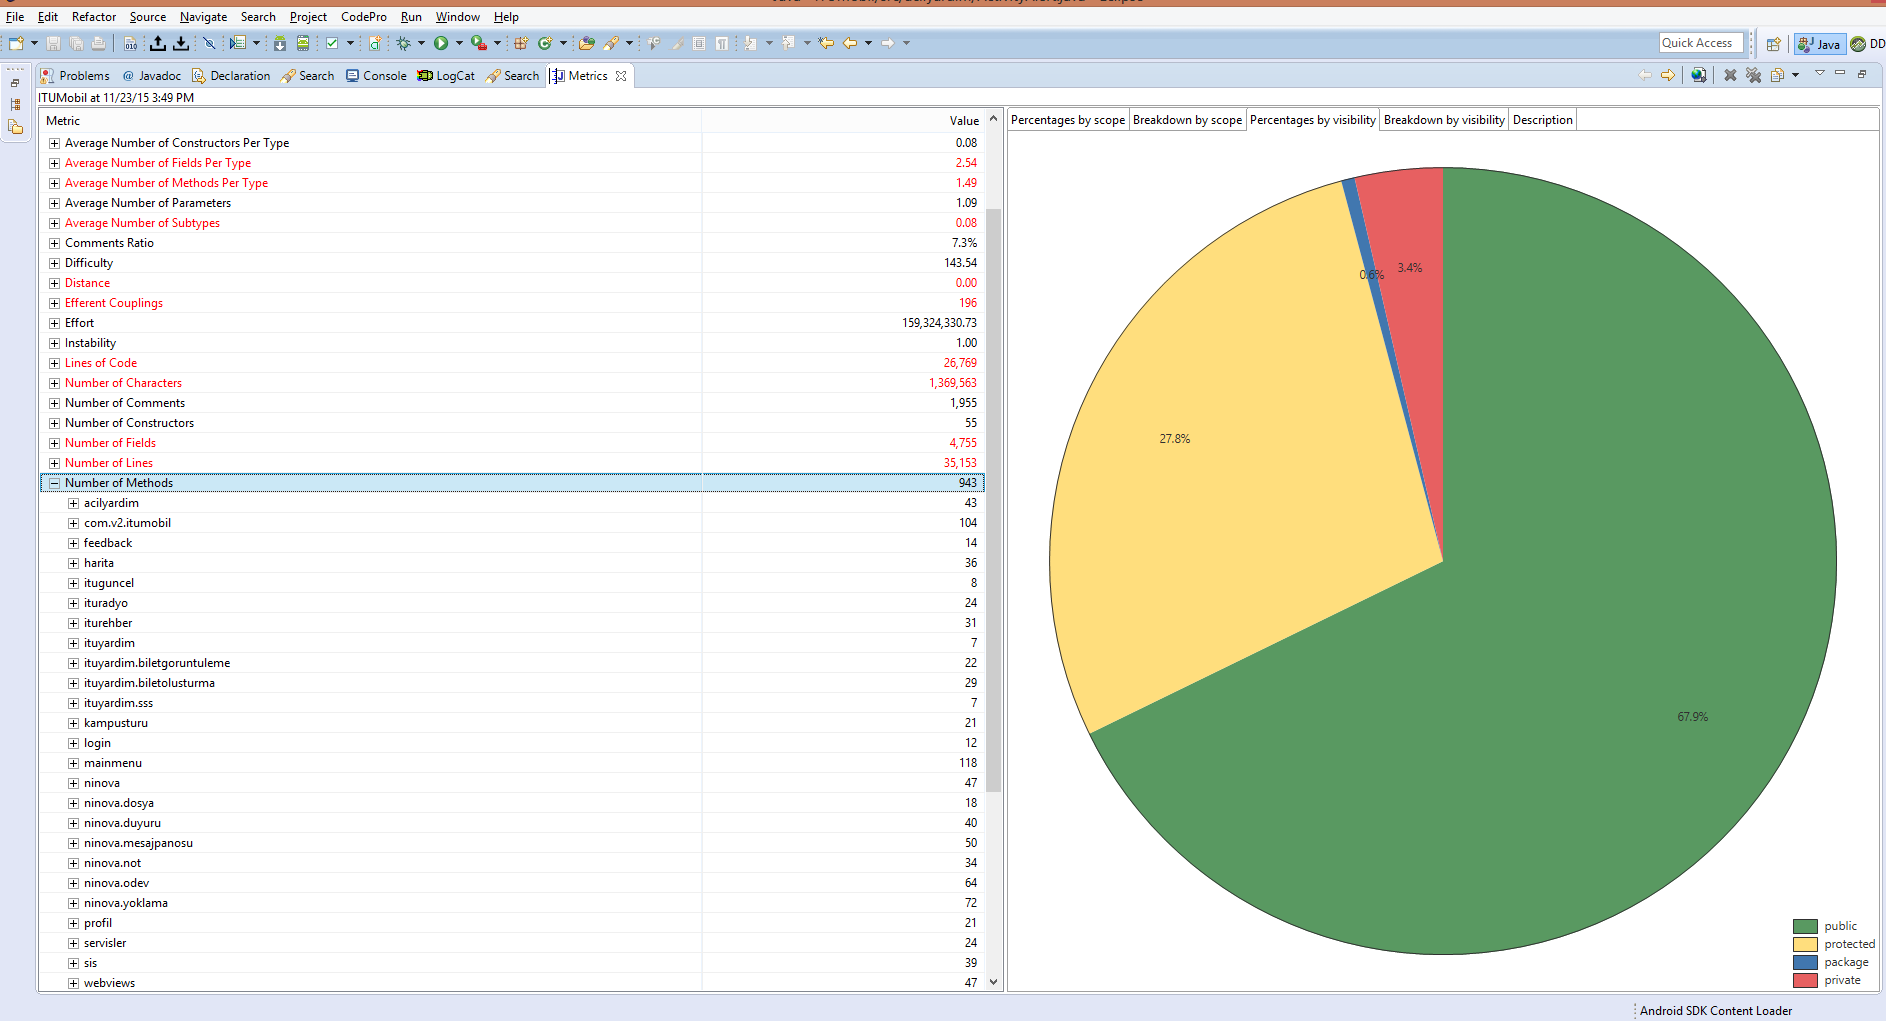 File Edit Refactor Source Navigate Search Project CodePro Run Window Help
Quick Access Java DD
Problems @ Javadoc Declaration Search Console LogCat Search Metrics
ITUMobil at 11/23/15 3:49 PM
Metric Value
Average Number of Constructors Per Type 0.08
Average Number of Fields Per Type 2.54
Average Number of Methods Per Type 1.49
Average Number of Parameters 1.09
Average Number of Subtypes 0.08
Comments Ratio 7.3%
Difficulty 143.54
Distance 0.00
Efferent Couplings 196
Effort 159,324,330.73
Instability 1.00
Lines of Code 26,769
Number of Characters 1,369,563
Number of Comments 1,955
Number of Constructors 55
Number of Fields 4,755
Number of Lines 35,153
Number of Methods 943
acilyardim 43
com.v2.itumobil 104
feedback 14
harita 36
ituguncel 8
ituradyo 24
iturehber 31
ituyardim 7
ituyardim.biletgoruntuleme 22
ituyardim.biletolusturma 29
ituyardim.sss 7
kampusturu 21
login 12
mainmenu 118
ninova 47
ninova.dosya 18
ninova.duyuru 40
ninova.mesajpanosu 50
ninova.not 34
ninova.odev 64
ninova.yoklama 72
profil 21
servisler 24
sis 39
webviews 47
Percentages by scope Breakdown by scope Percentages by visibility Breakdown by visibility Description
0.6% 3.4%
27.8%
67.9%
public
protected
package
private
Android SDK Content Loader